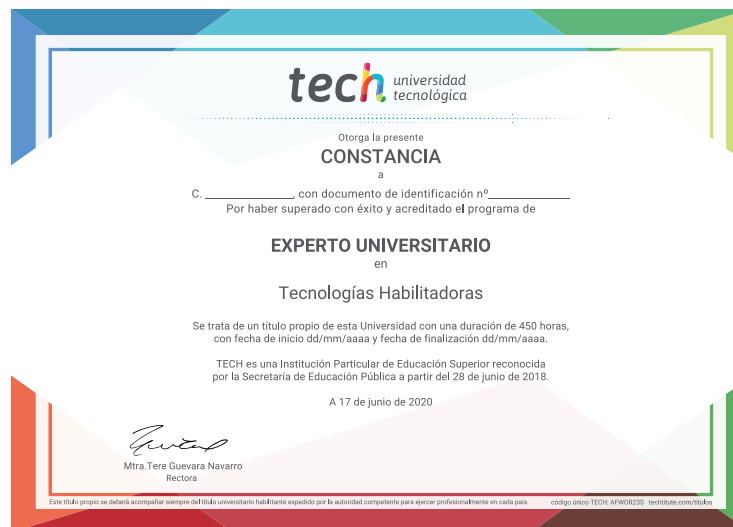 tech universidad
tecnológica
Otorga la presente
CONSTANCIA
a
C. ______________, con documento de identificación nº______________
Por haber superado con éxito y acreditado el programa de
EXPERTO UNIVERSITARIO
en
Tecnologías Habilitadoras
Se trata de un título propio de esta Universidad con una duración de 450 horas,
con fecha de inicio dd/mm/aaaa y fecha de finalización dd/mm/aaaa.
TECH es una Institución Particular de Educación Superior reconocida
por la Secretaría de Educación Pública a partir del 28 de junio de 2018.
A 17 de junio de 2020
Mtra.Tere Guevara Navarro
Rectora
Este título propio se deberá acompañar siempre del título universitario habilitante expedido por la autoridad competente para ejercer profesionalmente en cada país. código único TECH: AFWOR23S techtitute.com/titulos